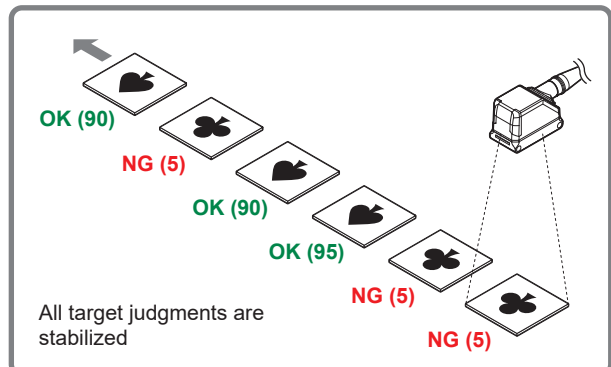 OK (90)
NG (5)
OK (90)
OK (95)
NG (5)
NG (5)
All target judgments are
stabilized